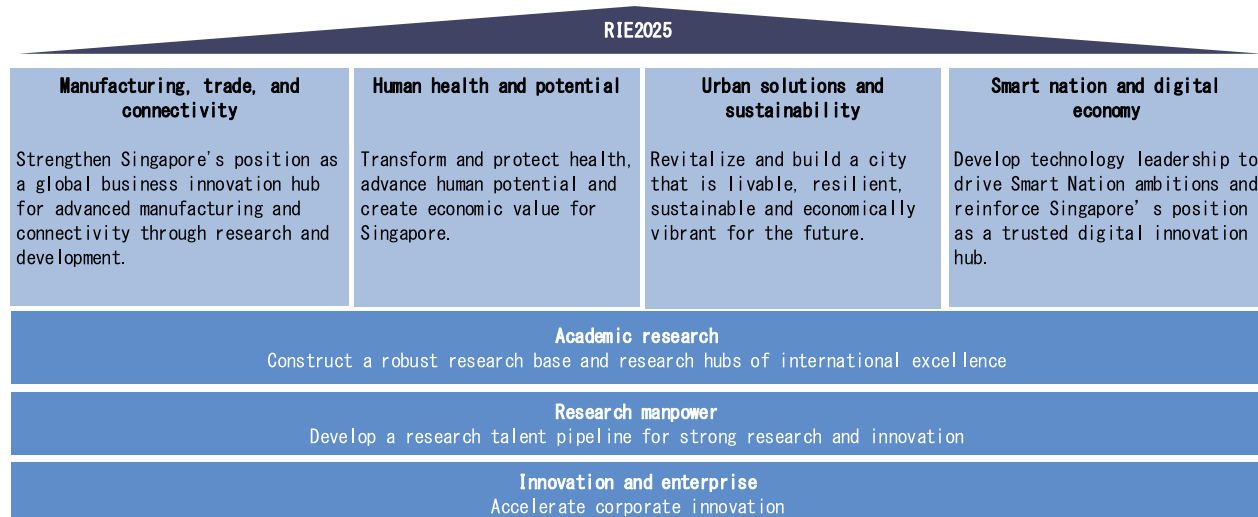 RIE2025
Manufacturing, trade, and
connectivity
Strengthen Singapore's position as
a global business innovation hub
for advanced manufacturing and
connectivity through research and
development.
Human health and potential
Transform and protect health,
advance human potential and
create economic value for
Singapore.
Urban solutions and
sustainability
Revitalize and build a city
that is livable, resilient,
sustainable and economically
vibrant for the future.
Smart nation and digital
economy
Develop technology leadership to
drive Smart Nation ambitions and
reinforce Singapore’s position
as a trusted digital innovation
hub.
Academic research
Construct a robust research base and research hubs of international excellence
Research manpower
Develop a research talent pipeline for strong research and innovation
Innovation and enterprise
Accelerate corporate innovation